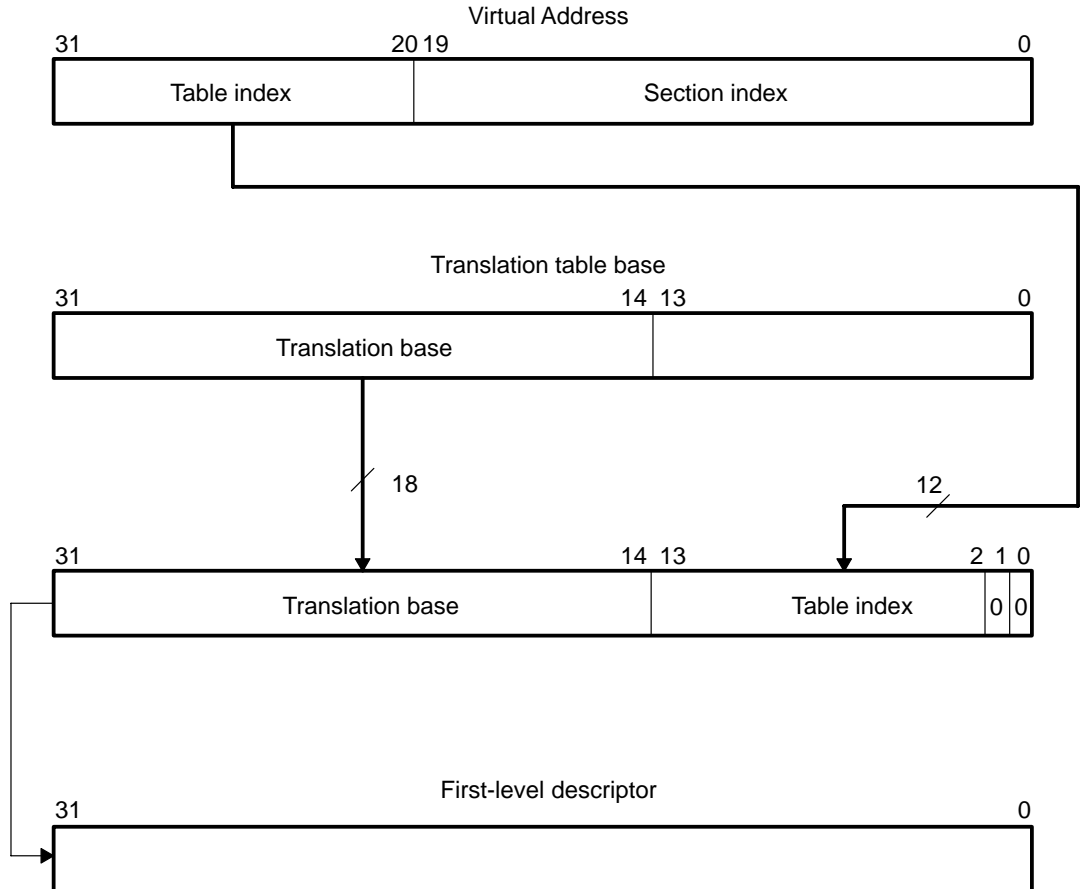 Virtual Address
31 20 19 0
Table index Section index
Translation table base
31 14 13 0
Translation base
18 12
31 14 13 2 1 0
Translation base Table index 0 0
First-level descriptor
31 0